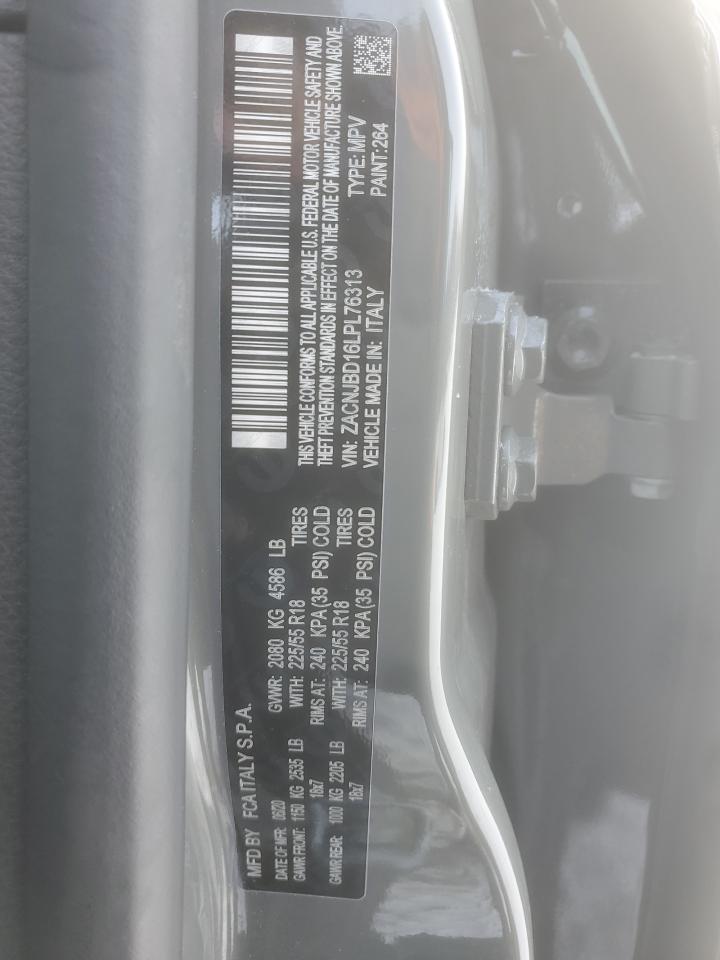 MFD BY FCA ITALY S.P.A.
DATE OF MFR: 06/20 GVWR: 2080 KG 4586 LB
GAWR FRONT: 1150 KG 2535 LB WITH: 225/55 R18 TIRES
18x7 RIMS AT: 240 KPA(35 PSI) COLD
GAWR REAR: 1000 KG 2205 LB WITH: 225/55 R18 TIRES
18x7 RIMS AT: 240 KPA(35 PSI) COLD
THIS VEHICLE CONFORMS TO ALL APPLICABLE U.S. FEDERAL MOTOR VEHICLE SAFETY AND
THEFT PREVENTION STANDARDS IN EFFECT ON THE DATE OF MANUFACTURE SHOWN ABOVE.
VIN: ZACNJBD16LPL76313 TYPE: MPV
VEHICLE MADE IN: ITALY PAINT:264